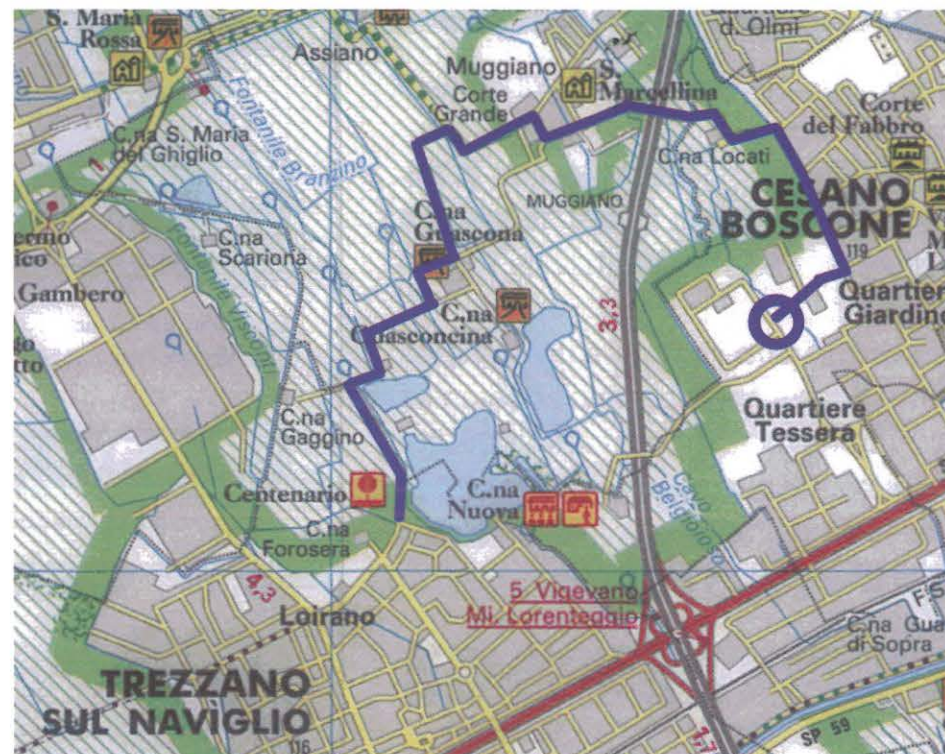 S. Maria
Rossa
Assiano
Muggiano
Corte
Grande
S.
Marcellina
d. Olmi
Corte
del Fabbro
C.na S. Maria
del Ghiglio
1
Fontanile Branzino
C.na Locati
MUGGIANO
CESANO
BOSCONE
119
C.na
Guascona
C.na
Scariona
Fontanile Visconti
Gambero
C.na
Guasconcina
3,3
Quartiere
Giardino
C.na
Gaggino
Quartiere
Tessera
Centenario
C.na
Nuova
Cavo
Belgioioso
C.na
Forosera
4,3
Loirano
5 Vigevano
Mi. Lorenteggio
C.na Gua
di Sopra
FS
TREZZANO
SUL NAVIGLIO
116
1,7
SP 59